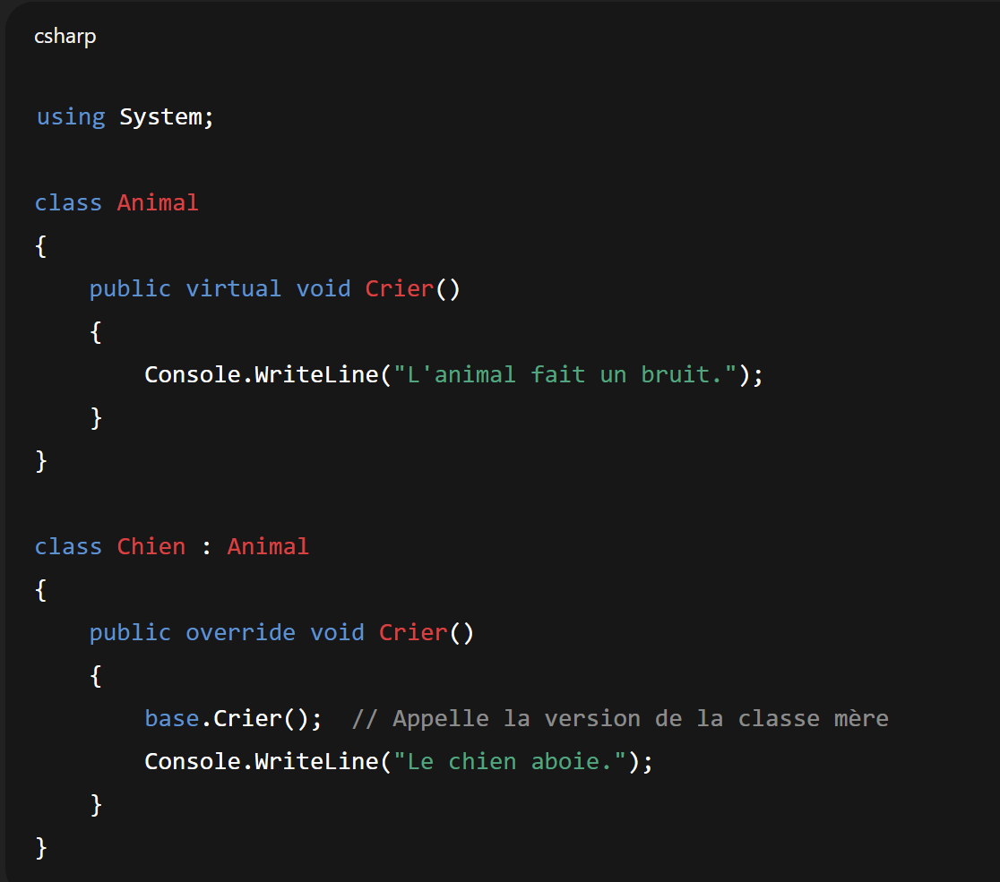 csharp
using System;
class Animal
{
    public virtual void Crier()
    {
        Console.WriteLine("L'animal fait un bruit.");
    }
}
class Chien : Animal
{
    public override void Crier()
    {
        base.Crier();  // Appelle la version de la classe mère
        Console.WriteLine("Le chien aboie.");
    }
}